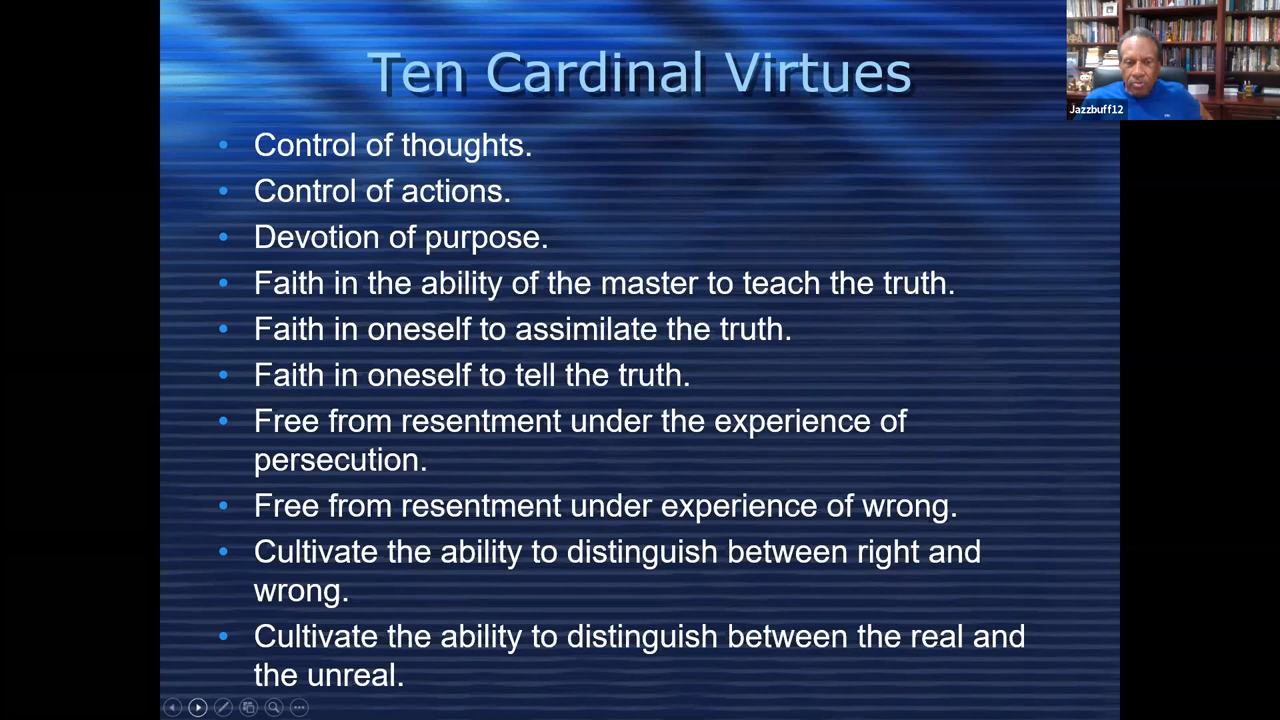 Ten Cardinal Virtues
Jazzbuff12
• Control of thoughts.
• Control of actions.
• Devotion of purpose.
• Faith in the ability of the master to teach the truth.
• Faith in oneself to assimilate the truth.
• Faith in oneself to tell the truth.
• Free from resentment under the experience of
persecution.
• Free from resentment under experience of wrong.
• Cultivate the ability to distinguish between right and
wrong.
• Cultivate the ability to distinguish between the real and
the unreal.